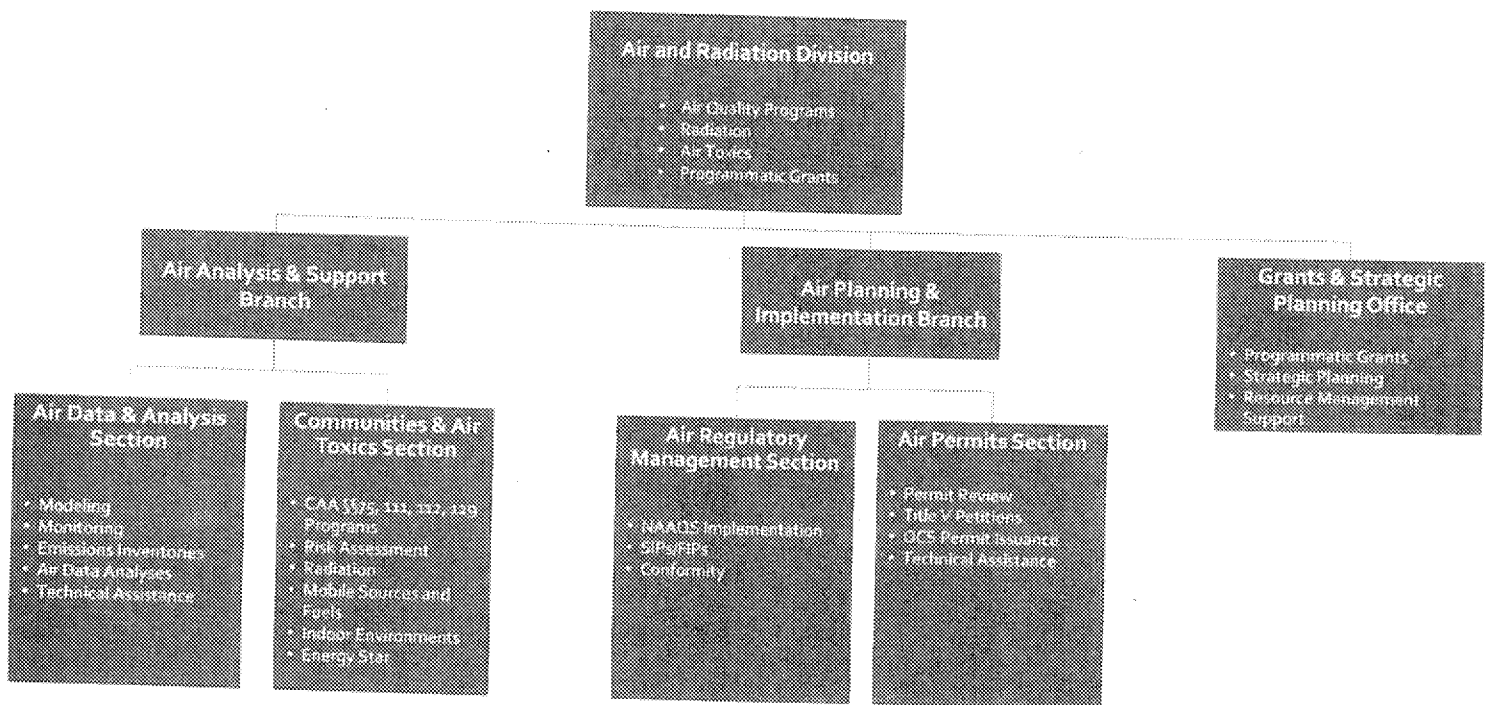 Air and Radiation Division
• Air Quality Programs
• Radiation
• Air Toxics
• Programmatic Grants
Air Analysis & Support
Branch
Air Planning &
Implementation Branch
Grants & Strategic
Planning Office
• Programmatic Grants
• Strategic Planning
• Resource Management
Support
Air Data & Analysis
Section
• Modeling
• Monitoring
• Emissions Inventories
• Air Data Analyses
• Technical Assistance
Communities & Air
Toxics Section
• CAA §§75, 111, 112, 129
Programs
• Risk Assessment
• Radiation
• Mobile Sources and
Fuels
• Indoor Environments
• Energy Star
Air Regulatory
Management Section
• NAAQS Implementation
• SIPs/FIPs
• Conformity
Air Permits Section
• Permit Review
• Title V Petitions
• OCS Permit Issuance
• Technical Assistance